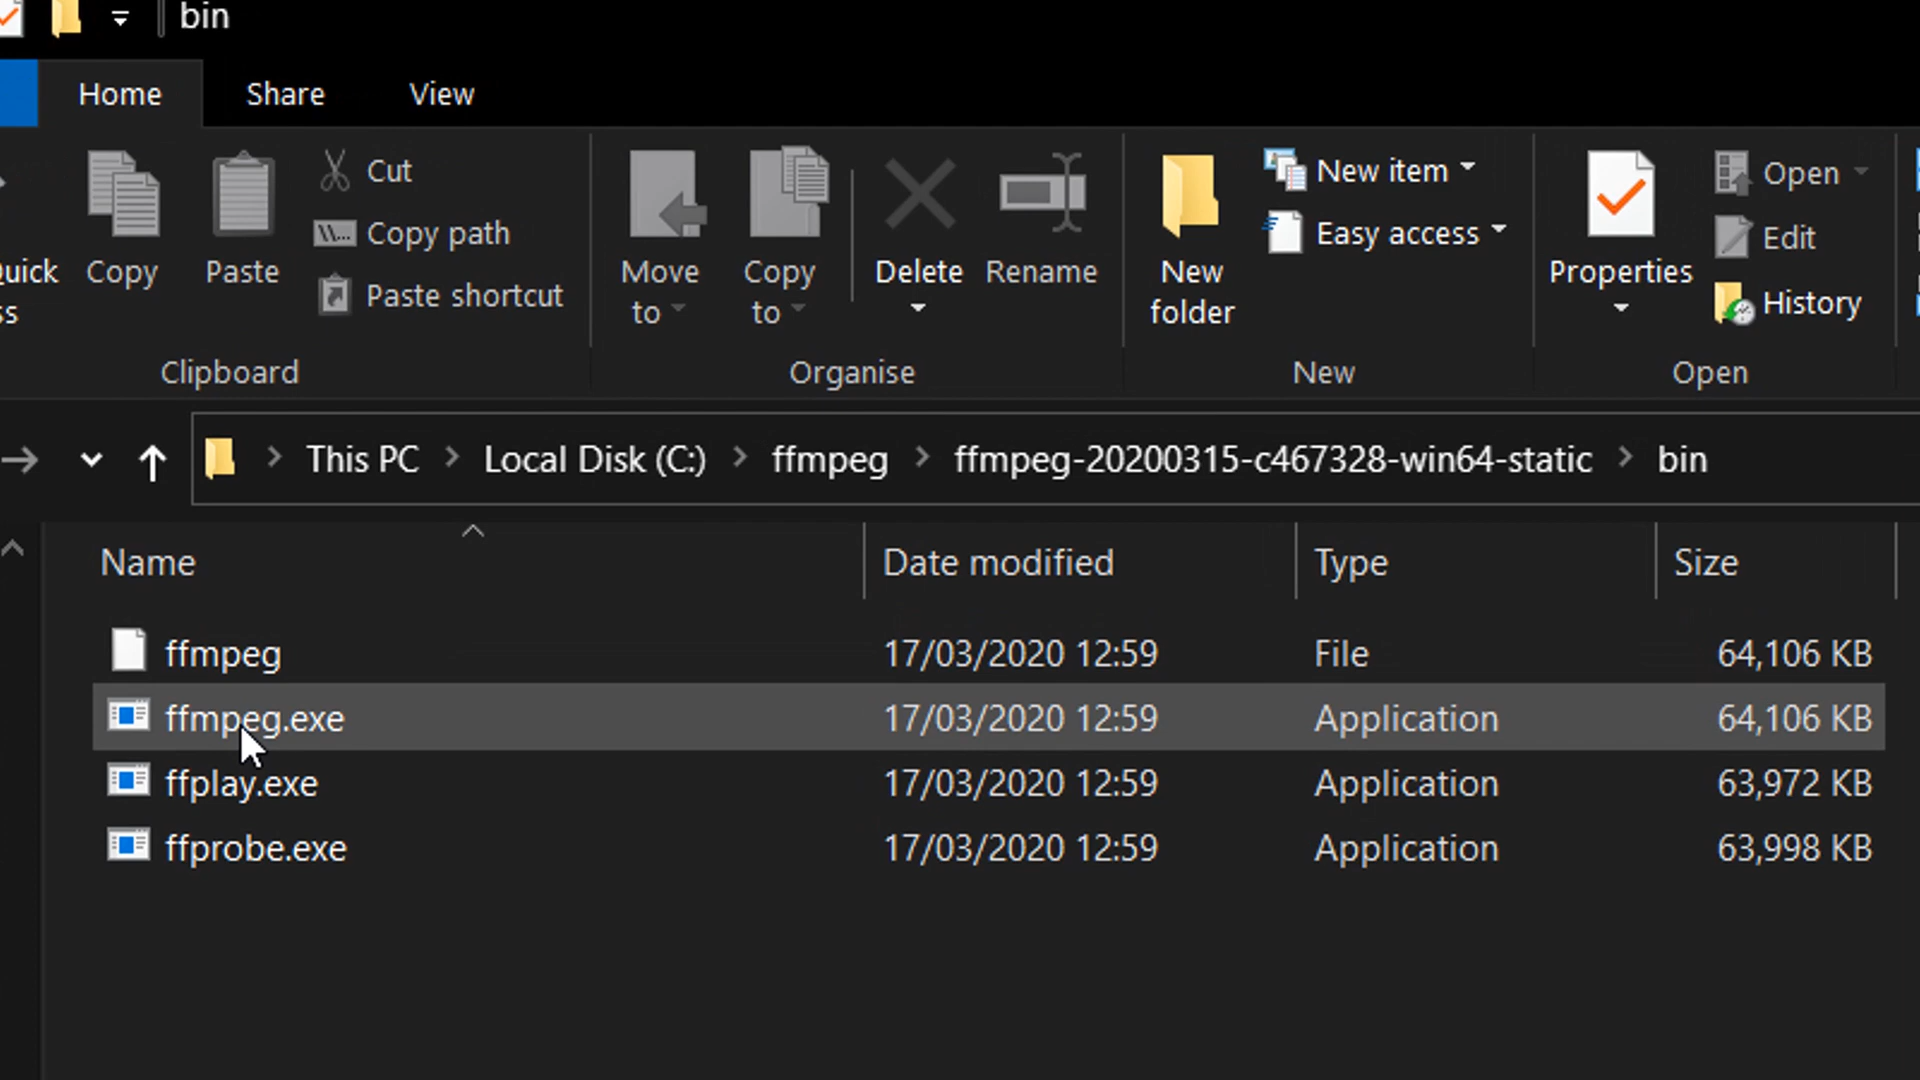 bin
Home Share View
Cut
Copy path
Paste shortcut
Copy
Paste
Clipboard
Move to
Copy to
Delete
Rename
Organise
New folder
New item
Easy access
New
Properties
Open
Edit
History
Open
This PC > Local Disk (C:) > ffmpeg > ffmpeg-20200315-c467328-win64-static > bin
Name Date modified Type Size
ffmpeg 17/03/2020 12:59 File 64,106 KB
ffmpeg.exe 17/03/2020 12:59 Application 64,106 KB
ffplay.exe 17/03/2020 12:59 Application 63,972 KB
ffprobe.exe 17/03/2020 12:59 Application 63,998 KB